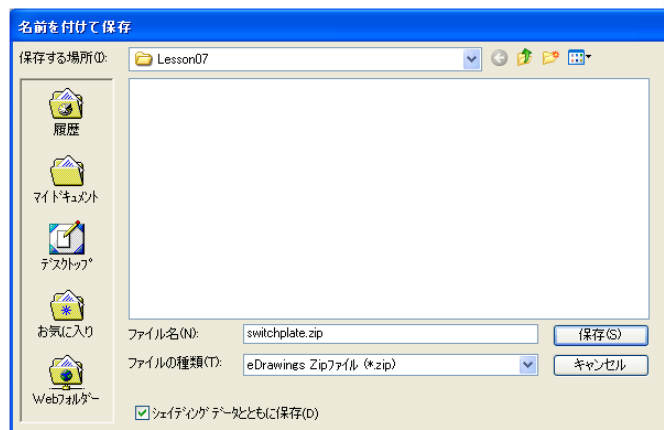 名前を付けて保存
保存する場所(I):
Lesson07
履歴
マイ ドキュメント
デスクトップ
お気に入り
Webフォルダー
ファイル名(N):
switchplate.zip
保存(S)
ファイルの種類(T):
eDrawings Zipファイル (*.zip)
キャンセル
シェイディング データとともに保存(D)